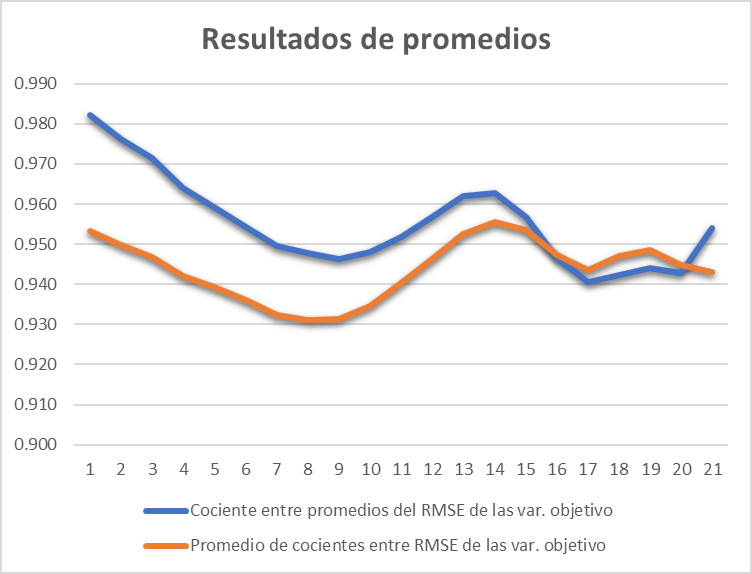 Resultados de promedios
0.990
0.980
0.970
0.960
0.950
0.940
0.930
0.920
0.910
0.900
1 2 3 4 5 6 7 8 9 10 11 12 13 14 15 16 17 18 19 20 21
Cociente entre promedios del RMSE de las var. objetivo
Promedio de cocientes entre RMSE de las var. objetivo